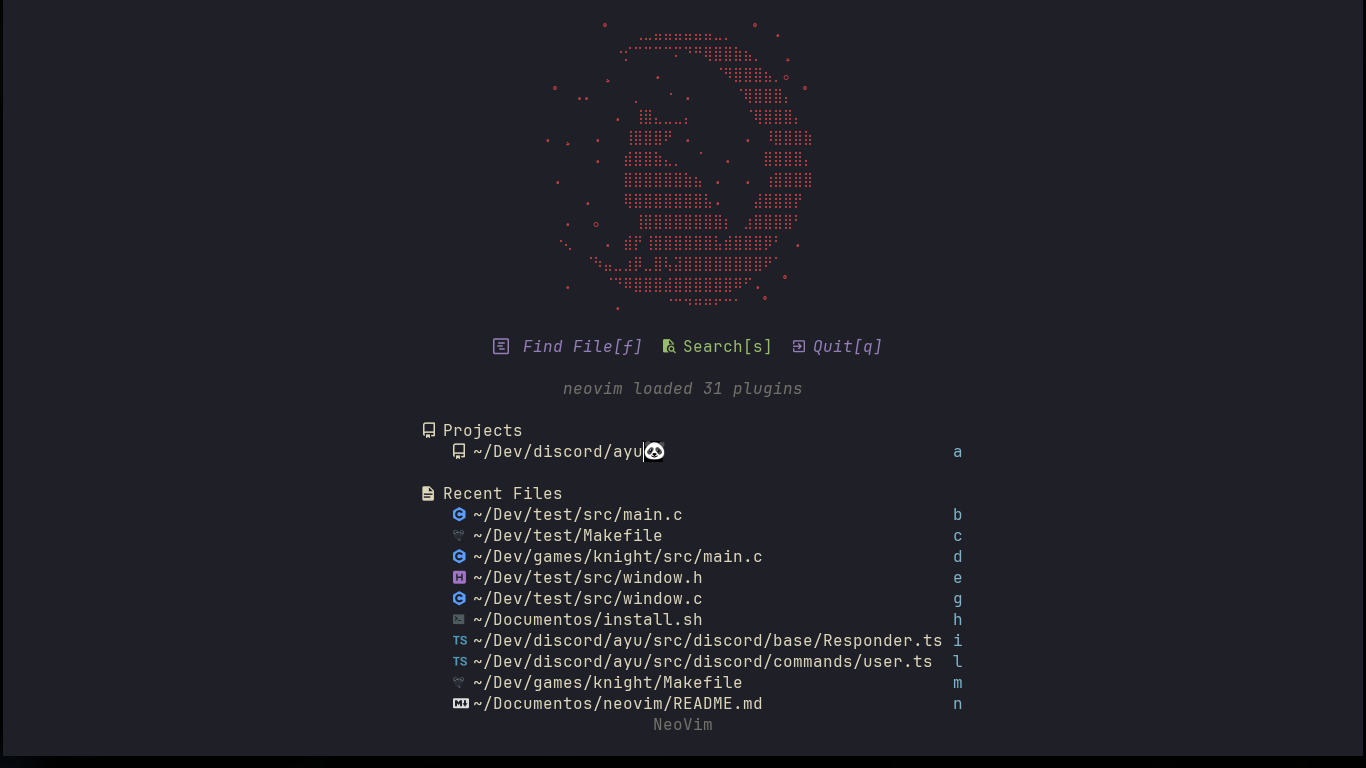 Find File[f] Search[s] Quit[q]
neovim loaded 31 plugins
Projects
~/Dev/discord/ayu a
Recent Files
~/Dev/test/src/main.c b
~/Dev/test/Makefile c
~/Dev/games/knight/src/main.c d
~/Dev/test/src/window.h e
~/Dev/test/src/window.c g
~/Documentos/install.sh h
TS ~/Dev/discord/ayu/src/discord/base/Responder.ts i
TS ~/Dev/discord/ayu/src/discord/commands/user.ts l
~/Dev/games/knight/Makefile m
~/Documentos/neovim/README.md n
NeoVim